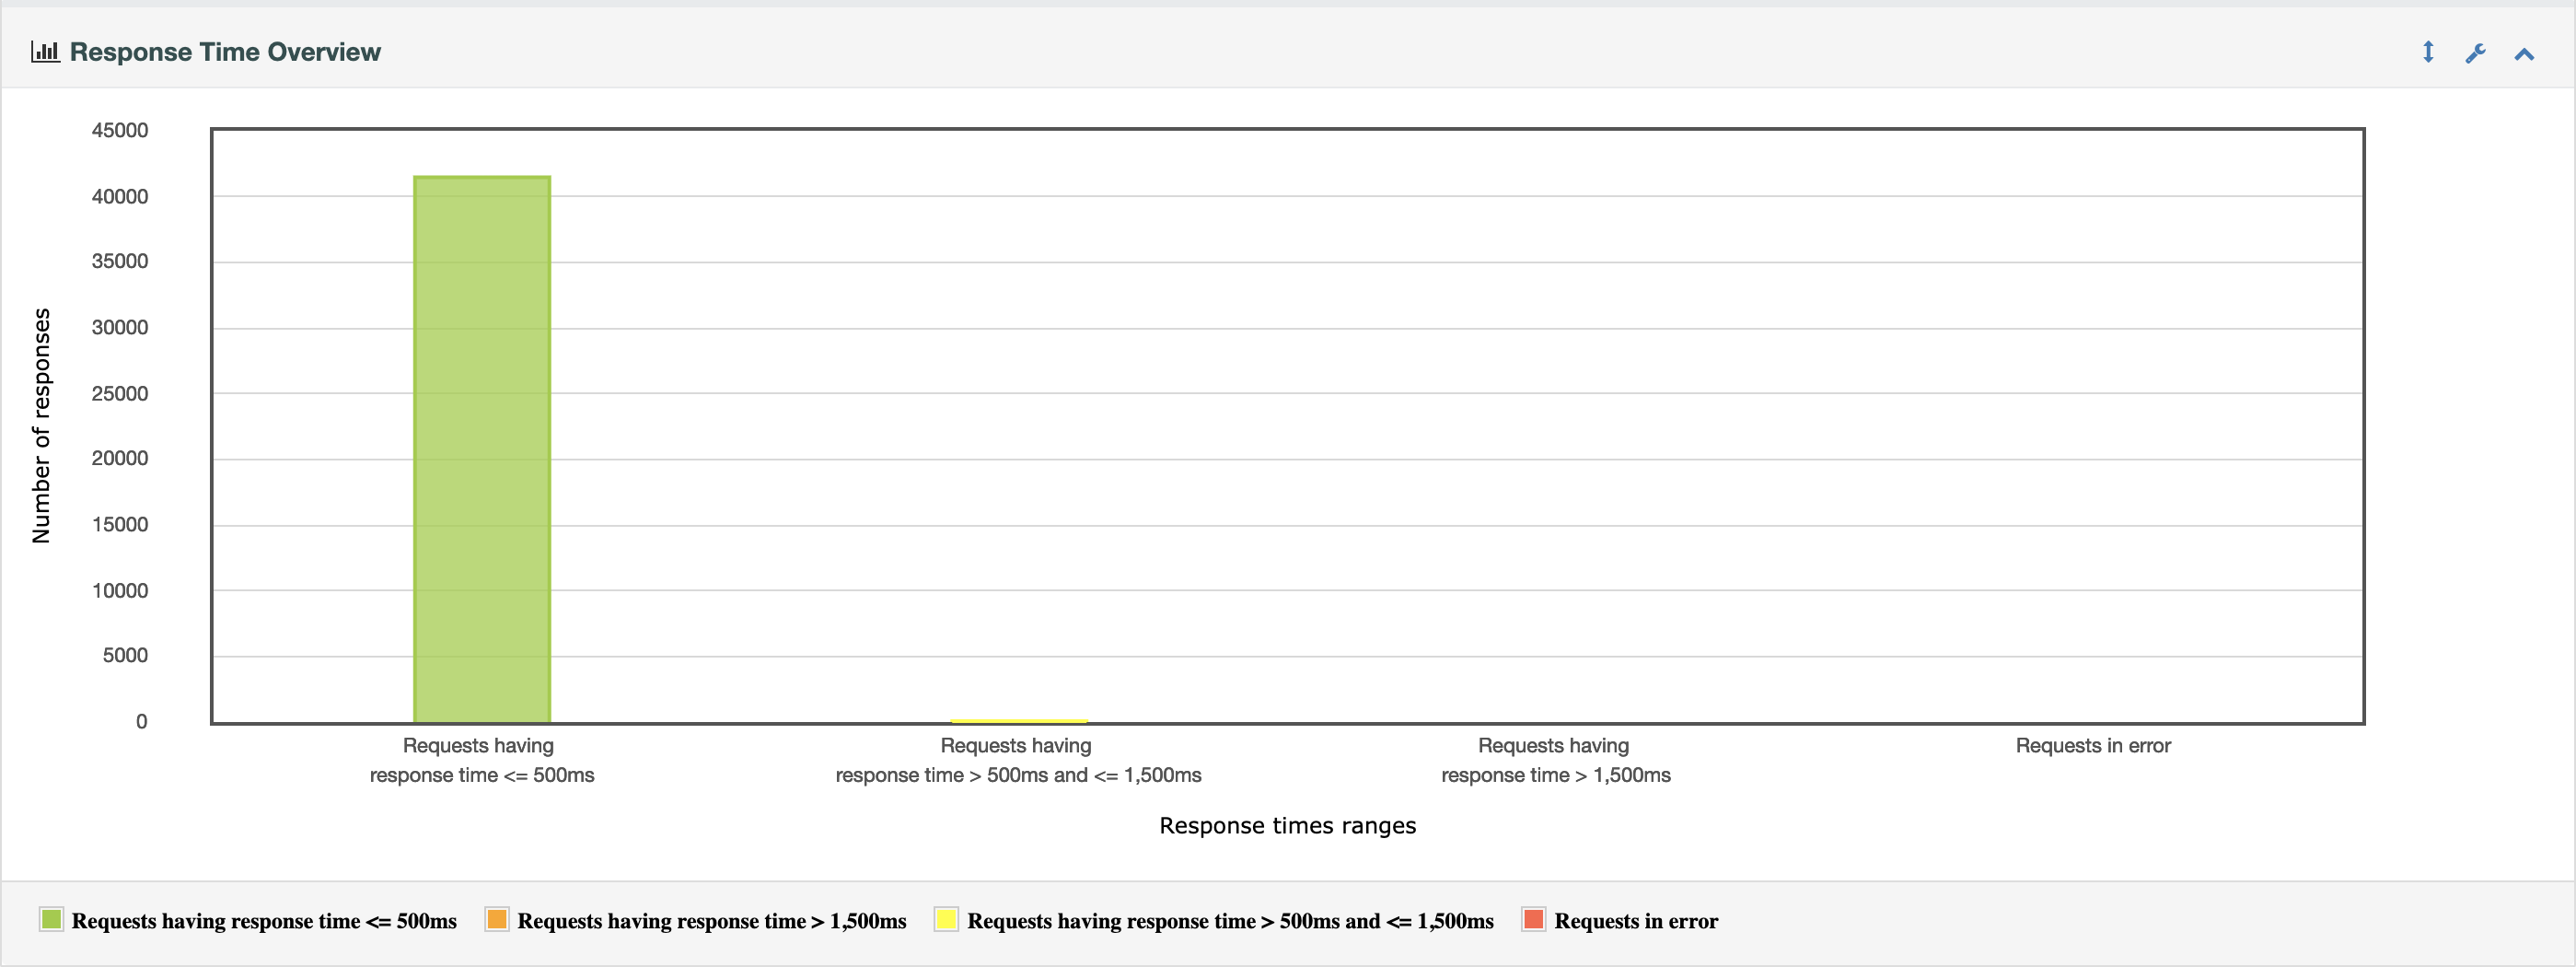 Response Time Overview
45000
40000
35000
30000
25000
20000
15000
10000
5000
0
Number of responses
Requests having
response time <= 500ms
Requests having
response time > 500ms and <= 1,500ms
Requests having
response time > 1,500ms
Requests in error
Response times ranges
Requests having response time <= 500ms
Requests having response time > 1,500ms
Requests having response time > 500ms and <= 1,500ms
Requests in error